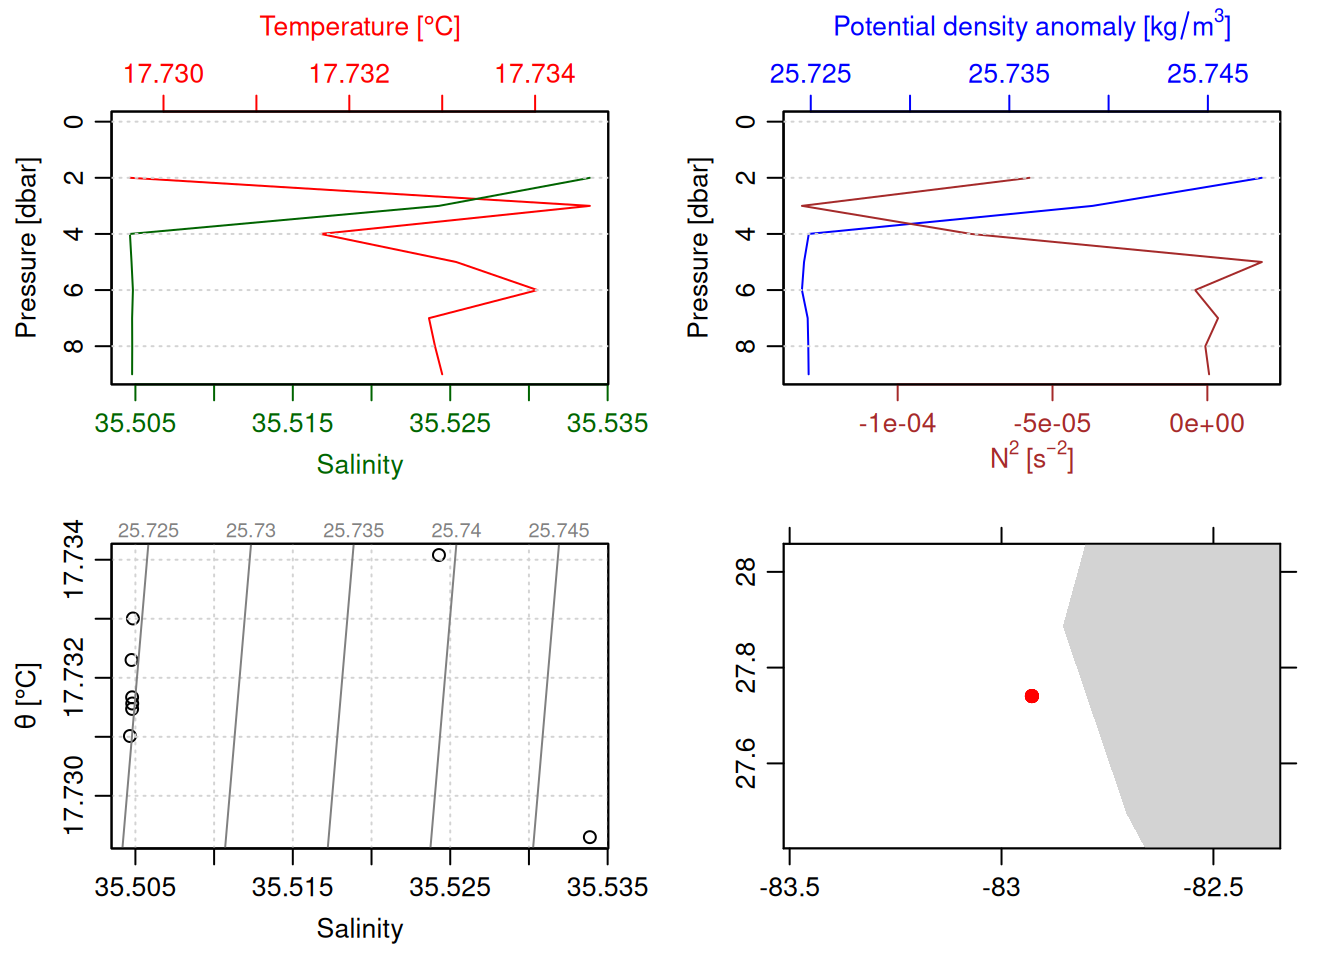 Temperature [°C]
17.730 17.732 17.734
Pressure [dbar]
0
2
4
6
8
35.505 35.515 35.525 35.535
Salinity
Potential density anomaly [kg/m³]
25.725 25.735 25.745
Pressure [dbar]
0
2
4
6
8
-1e-04 -5e-05 0e+00
N² [s⁻²]
25.725 25.73 25.735 25.74 25.745
θ [°C]
17.734
17.732
17.730
35.505 35.515 35.525 35.535
Salinity
28
27.8
27.6
-83.5 -83 -82.5